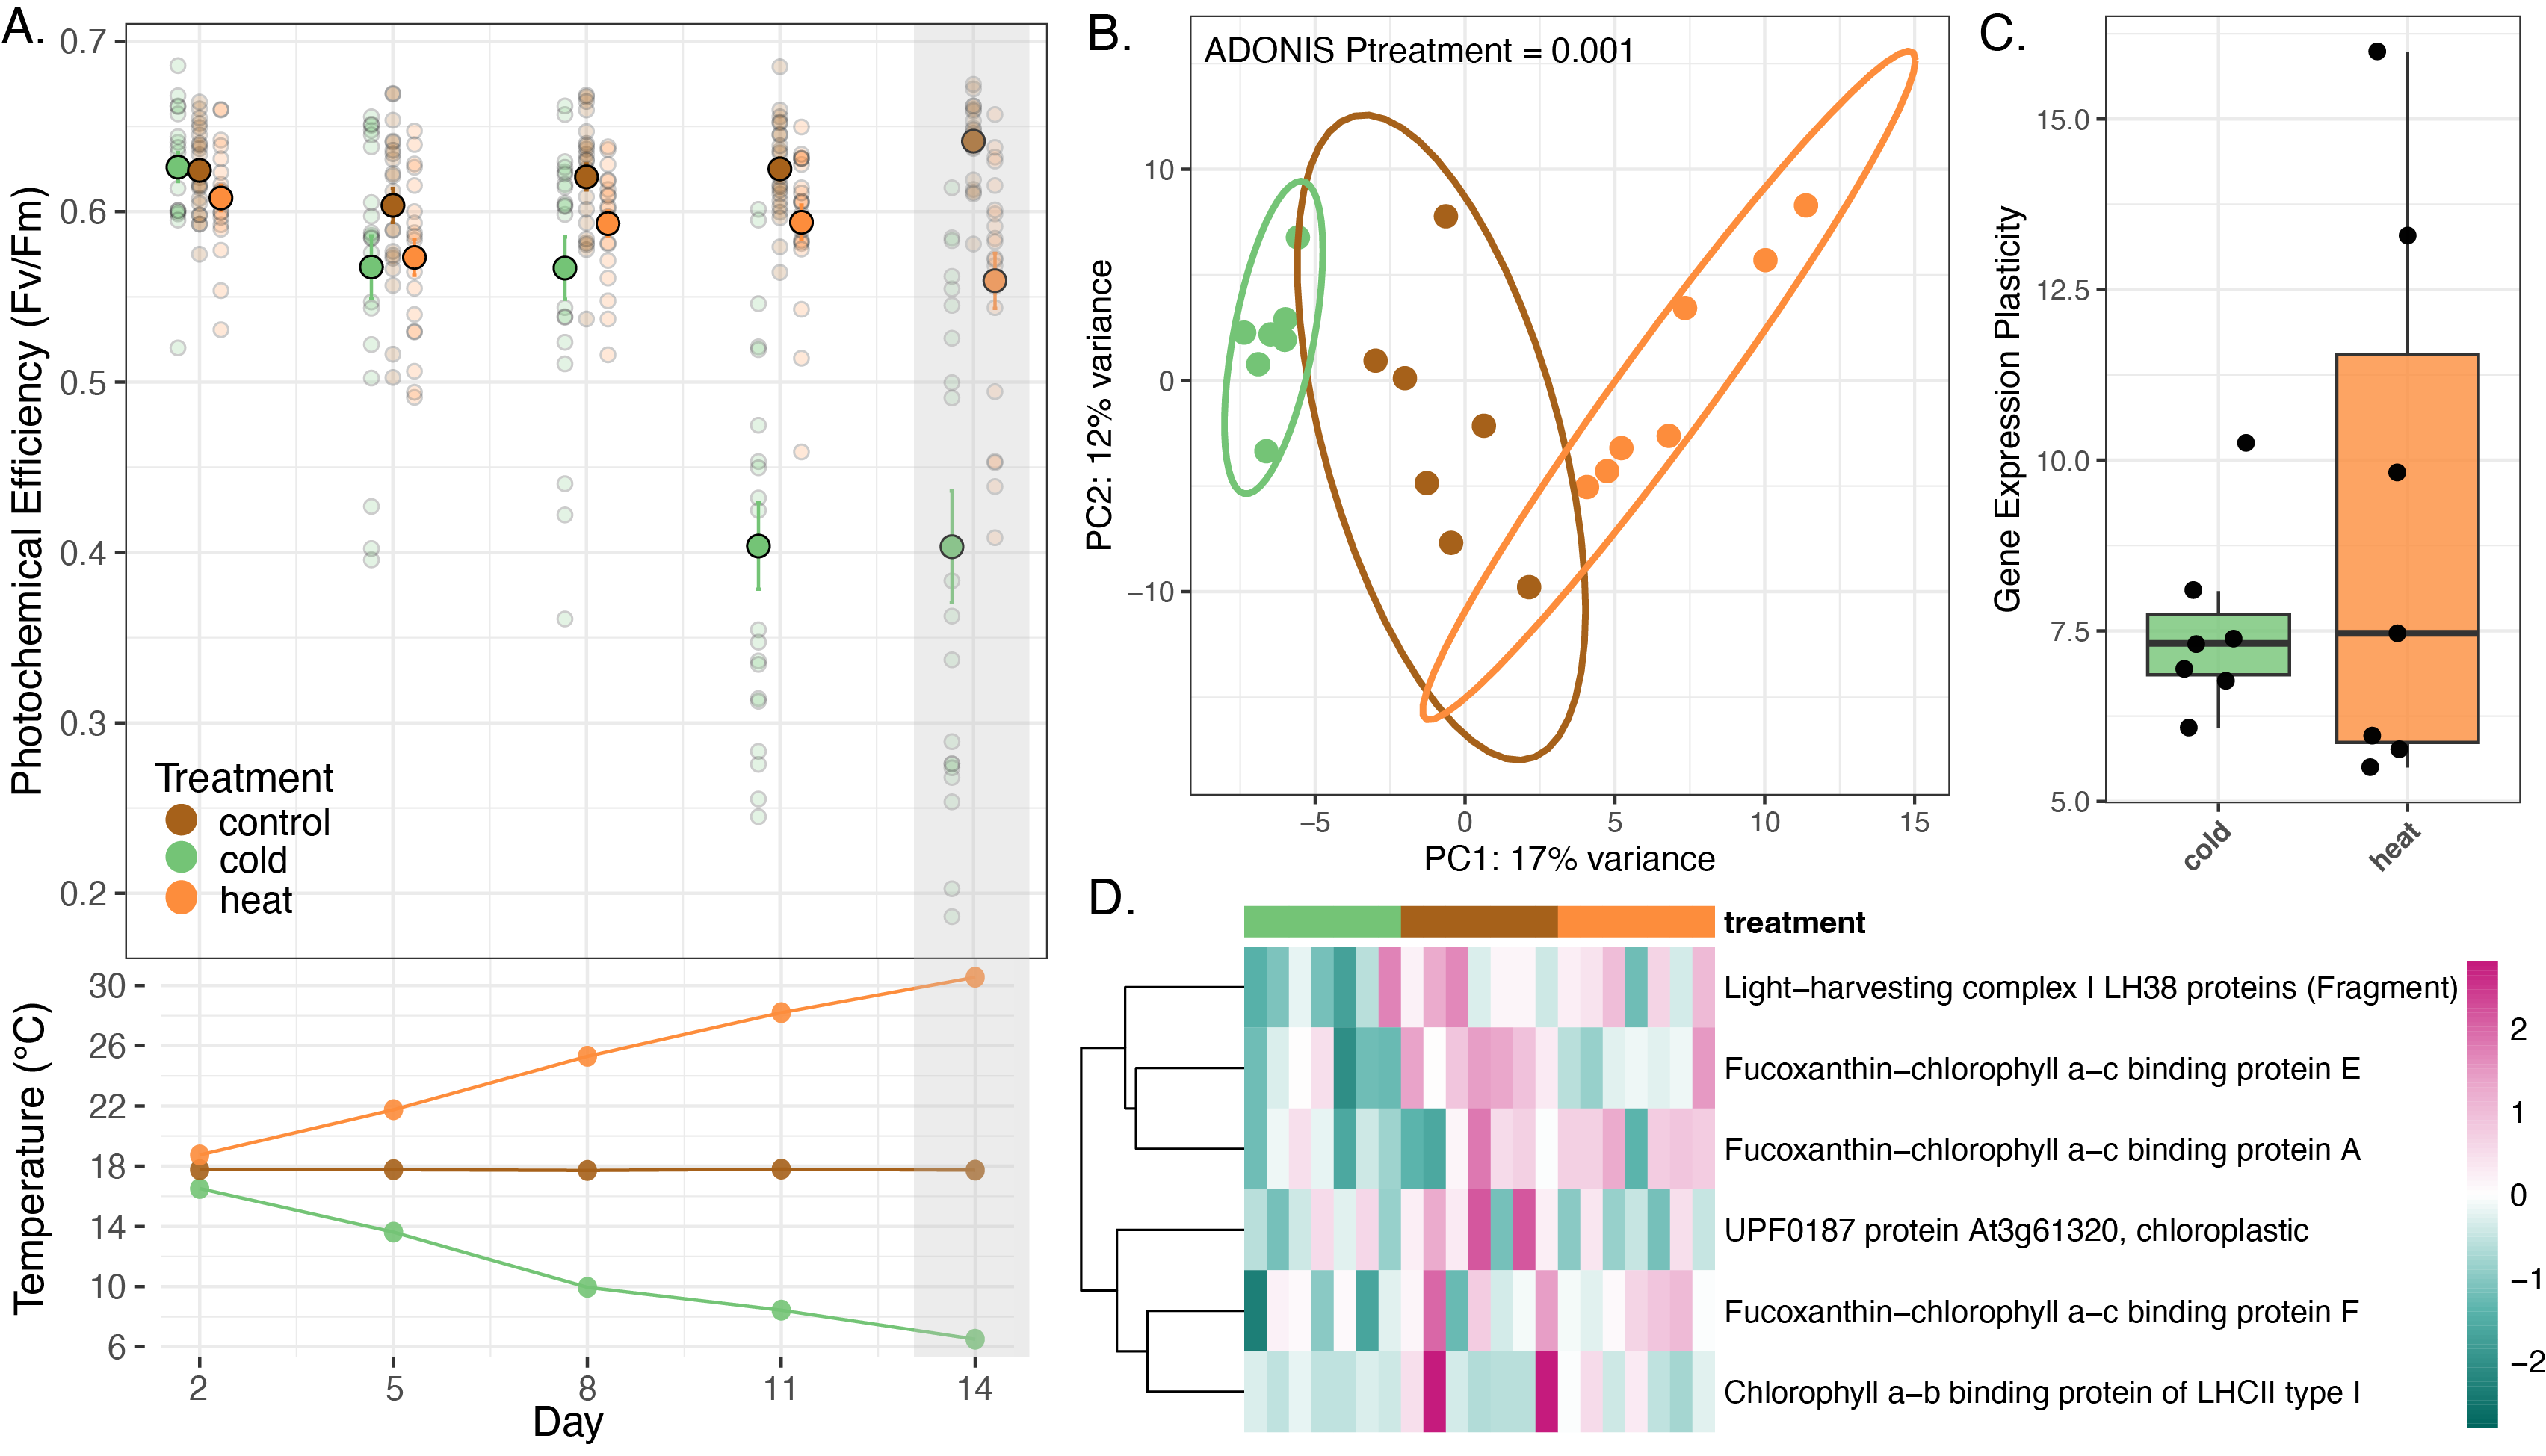 A.
0.7
0.6
0.5
0.4
0.3
0.2
Photochemical Efficiency (Fv/Fm)
Treatment
control
cold
heat
30
26
22
18
14
10
6
Temperature (°C)
2 5 8 11 14
Day
B.
ADONIS Ptreatment = 0.001
10
0
−10
PC2: 12% variance
−5 0 5 10 15
PC1: 17% variance
C.
15.0
12.5
10.0
7.5
5.0
Gene Expression Plasticity
cold
heat
D.
treatment
Light−harvesting complex I LH38 proteins (Fragment)
Fucoxanthin−chlorophyll a−c binding protein E
Fucoxanthin−chlorophyll a−c binding protein A
UPF0187 protein At3g61320, chloroplastic
Fucoxanthin−chlorophyll a−c binding protein F
Chlorophyll a−b binding protein of LHCII type I
2
1
0
−1
−2